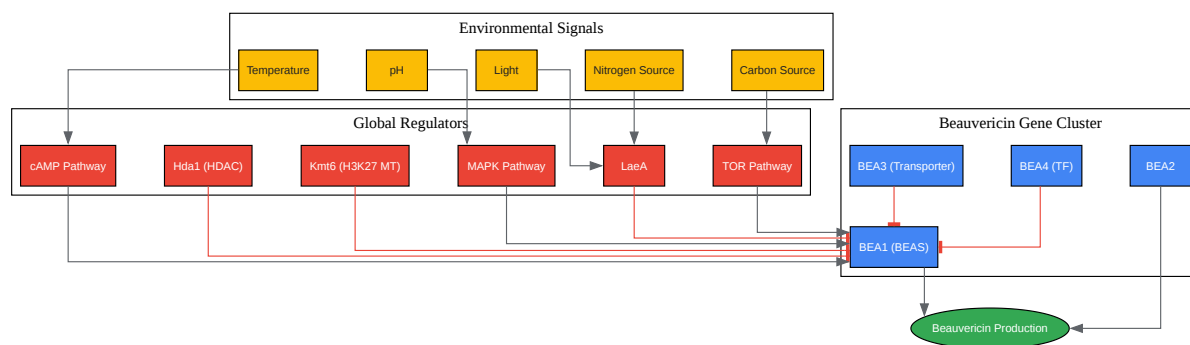 Environmental Signals
Temperature
pH
Light
Nitrogen Source
Carbon Source
Global Regulators
Beauvericin Gene Cluster
cAMP Pathway
Hda1 (HDAC)
Kmt6 (H3K27 MT)
MAPK Pathway
LaeA
TOR Pathway
BEA3 (Transporter)
BEA4 (TF)
BEA2
BEA1 (BEAS)
Beauvericin Production